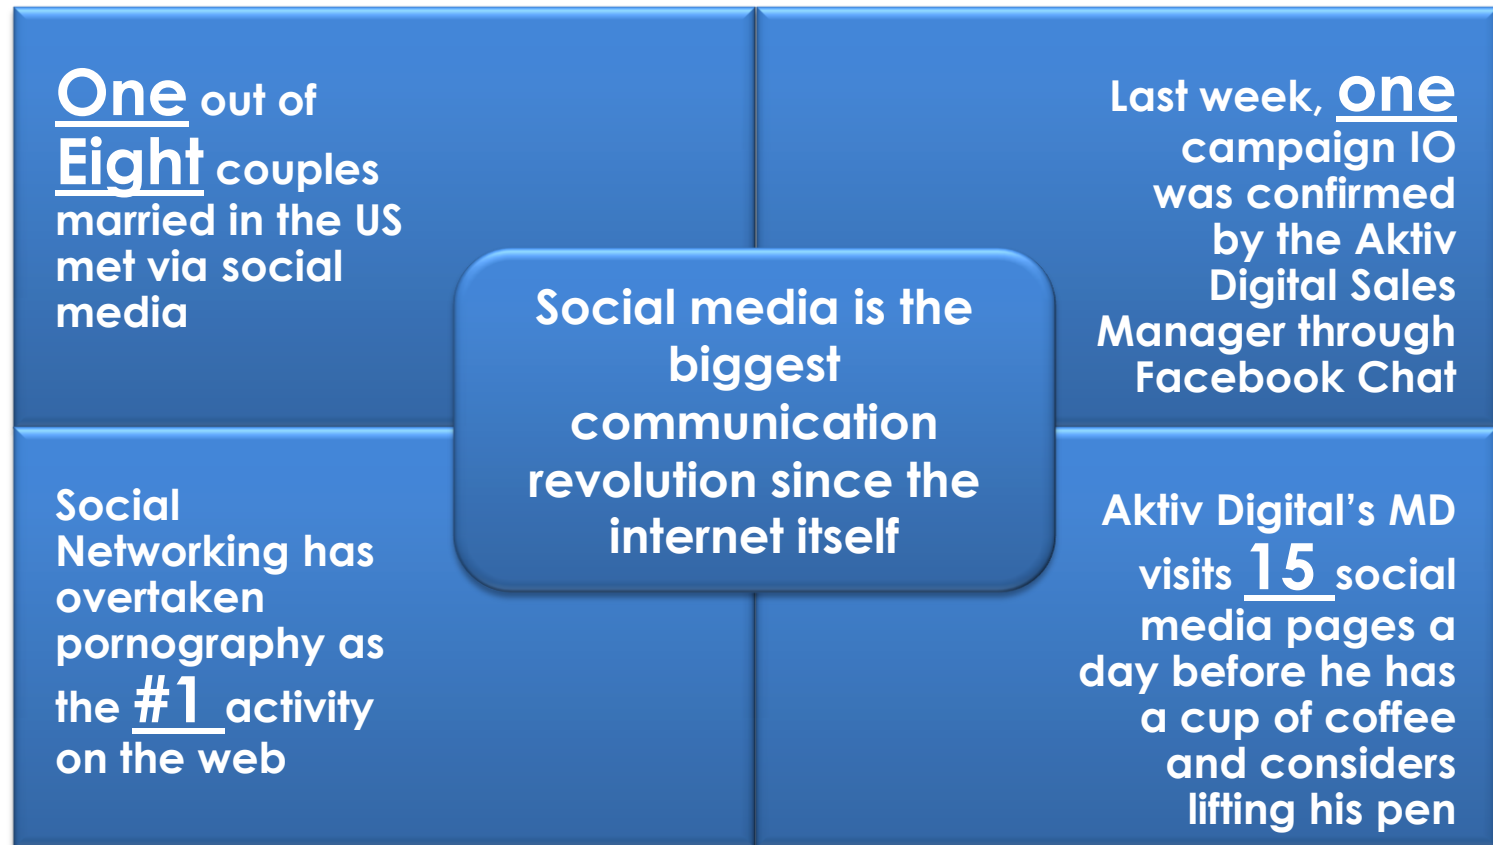 One out of
Eight couples
married in the US
met via social
media
Last week, one
campaign IO
was confirmed
by the Aktiv
Digital Sales
Manager through
Facebook Chat
Social media is the
biggest
communication
revolution since the
internet itself
Social
Networking has
overtaken
pornography as
the #1 activity
on the web
Aktiv Digital’s MD
visits 15 social
media pages a
day before he has
a cup of coffee
and considers
lifting his pen